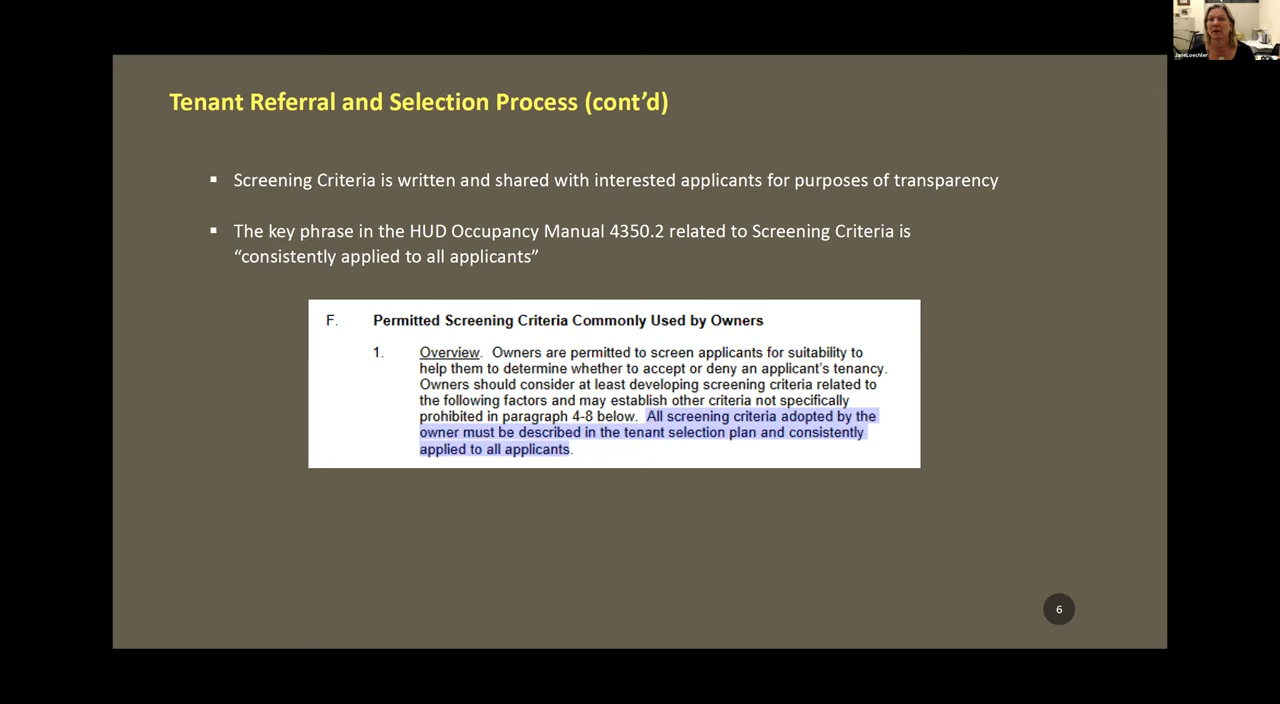 Tenant Referral and Selection Process (cont’d)
▪ Screening Criteria is written and shared with interested applicants for purposes of transparency
▪ The key phrase in the HUD Occupancy Manual 4350.2 related to Screening Criteria is
“consistently applied to all applicants”
F. Permitted Screening Criteria Commonly Used by Owners
1. Overview. Owners are permitted to screen applicants for suitability to
help them to determine whether to accept or deny an applicant’s tenancy.
Owners should consider at least developing screening criteria related to
the following factors and may establish other criteria not specifically
prohibited in paragraph 4-8 below. All screening criteria adopted by the
owner must be described in the tenant selection plan and consistently
applied to all applicants.
6
JaneLoechler